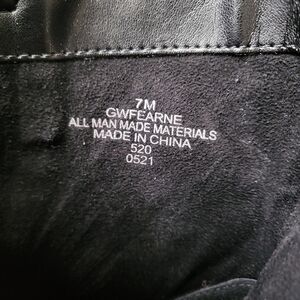 7M
GWFEARNE
ALL MAN MADE MATERIALS
MADE IN CHINA
520
0521